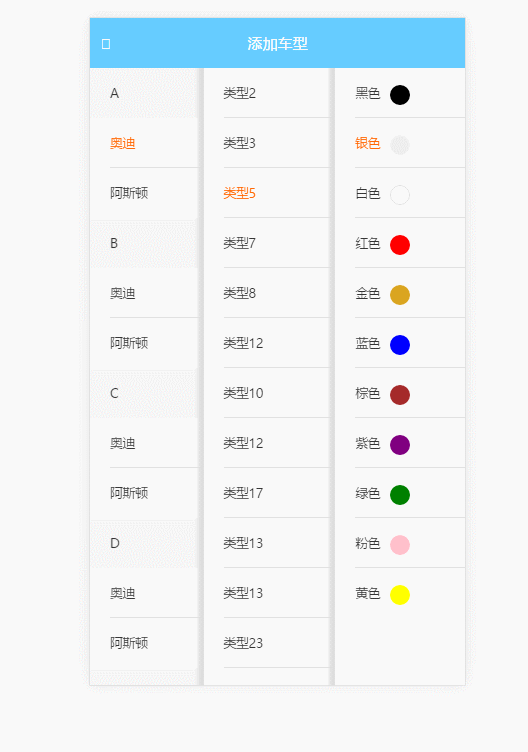 添加车型
A
奥迪
阿斯顿
B
奥迪
阿斯顿
C
奥迪
阿斯顿
D
奥迪
阿斯顿
类型2
类型3
类型5
类型7
类型8
类型12
类型10
类型12
类型17
类型13
类型13
类型23
黑色
银色
白色
红色
金色
蓝色
棕色
紫色
绿色
粉色
黄色